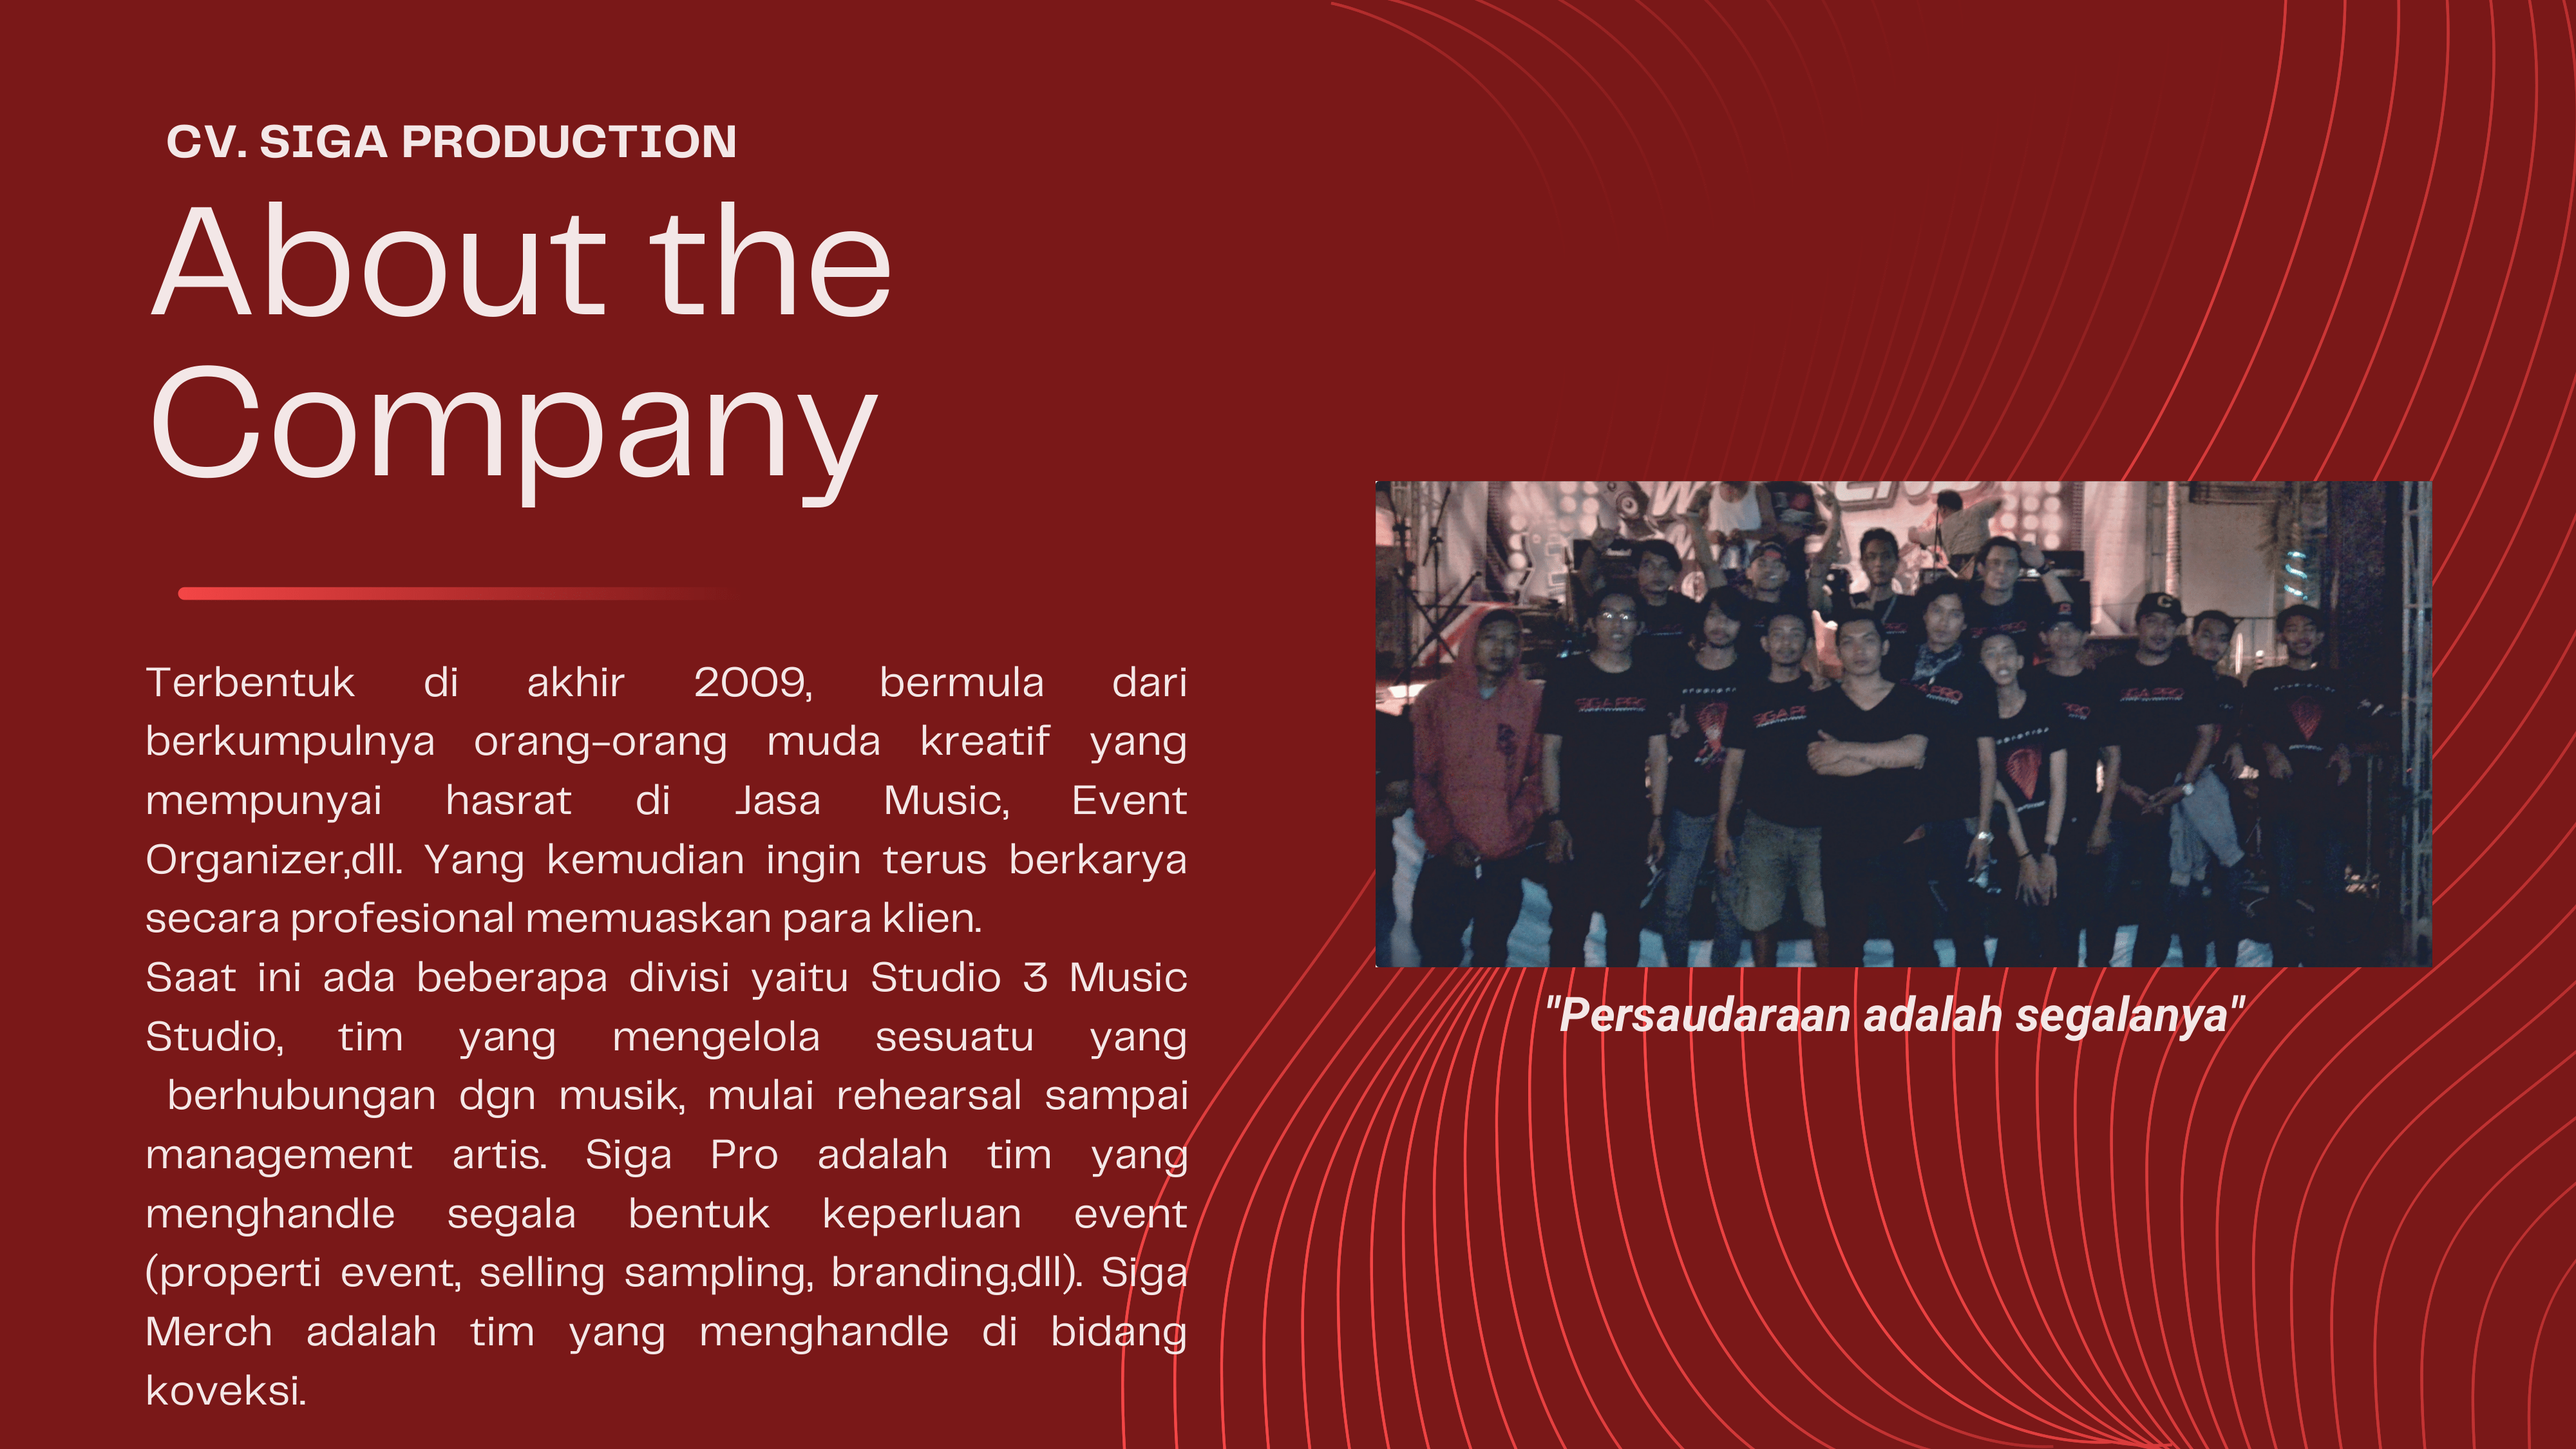 CV. SIGA PRODUCTION
About the
Company
Terbentuk di akhir 2009, bermula dari
berkumpulnya orang-orang muda kreatif yang
mempunyai hasrat di Jasa Music, Event
Organizer,dll. Yang kemudian ingin terus berkarya
secara profesional memuaskan para klien.
Saat ini ada beberapa divisi yaitu Studio 3 Music
Studio, tim yang mengelola sesuatu yang
berhubungan dgn musik, mulai rehearsal sampai
management artis. Siga Pro adalah tim yang
menghandle segala bentuk keperluan event
(properti event, selling sampling, branding,dll). Siga
Merch adalah tim yang menghandle di bidang
koveksi.
SIGA PRO
"Persaudaraan adalah segalanya"